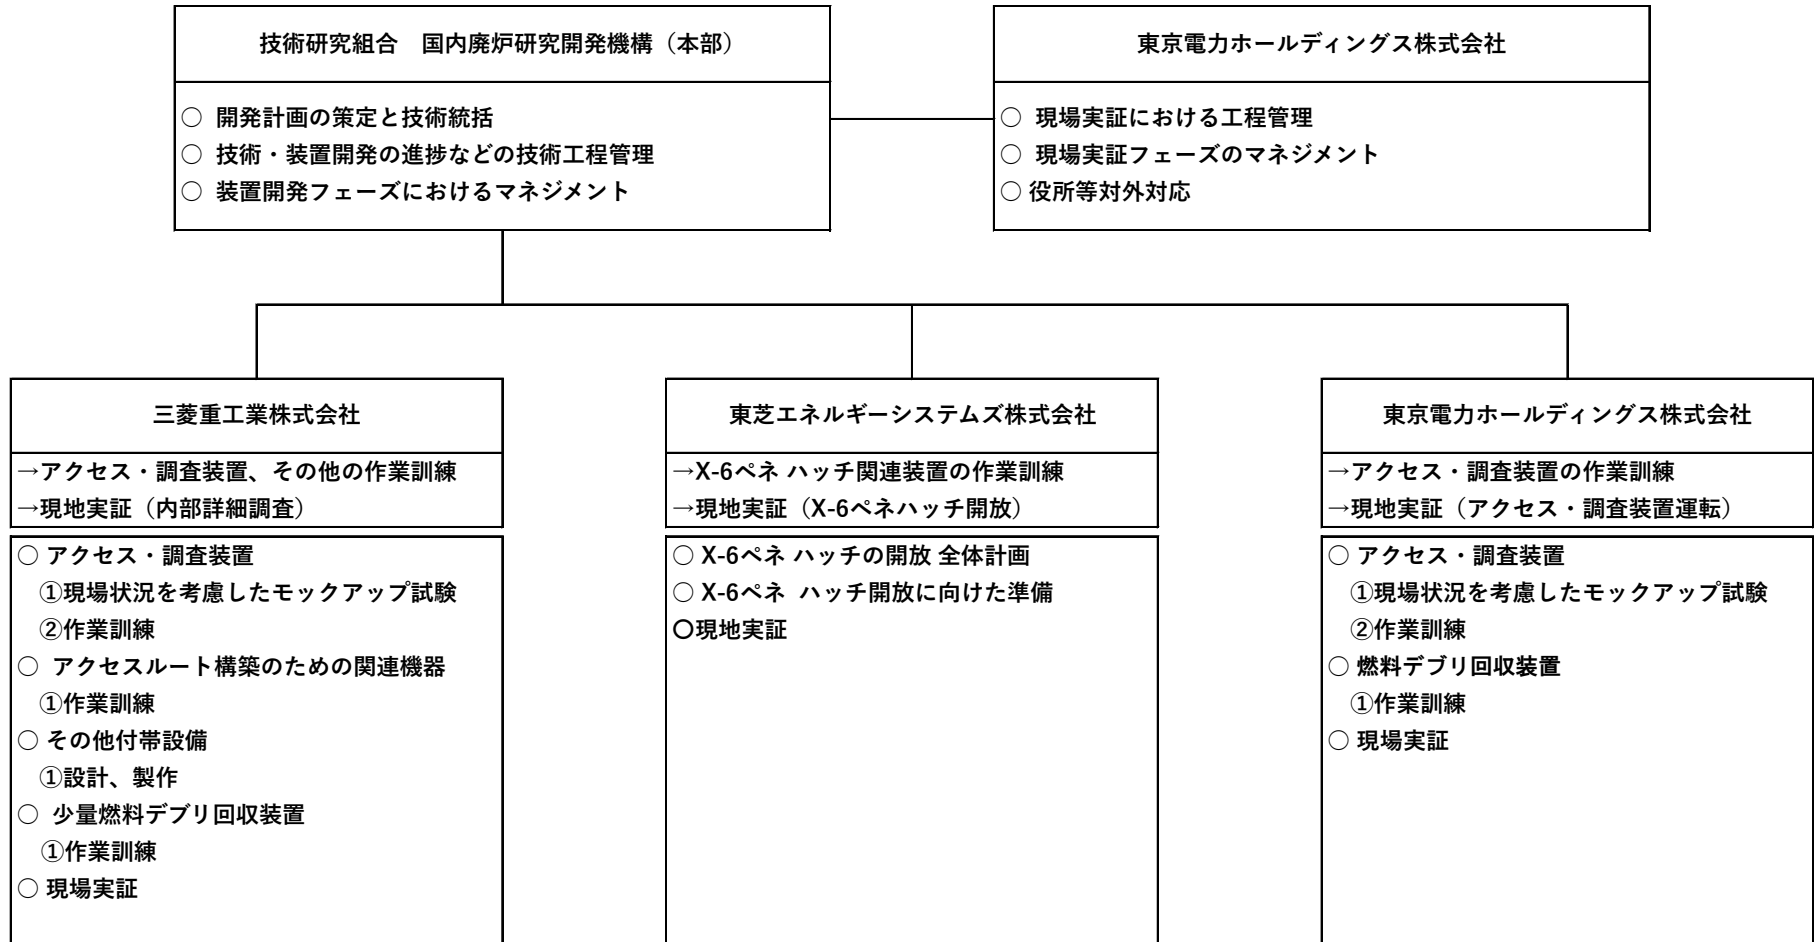 技術研究組合　国内廃炉研究開発機構（本部）
○ 開発計画の策定と技術統括
○ 技術・装置開発の進捗などの技術工程管理
○ 装置開発フェーズにおけるマネジメント
東京電力ホールディングス株式会社
○ 現場実証における工程管理
○ 現場実証フェーズのマネジメント
○ 役所等対外対応
三菱重工業株式会社
→アクセス・調査装置、その他の作業訓練
→現地実証（内部詳細調査）
○ アクセス・調査装置
①現場状況を考慮したモックアップ試験
②作業訓練
○ アクセスルート構築のための関連機器
①作業訓練
○ その他付帯設備
①設計、製作
○ 少量燃料デブリ回収装置
①作業訓練
○ 現場実証
東芝エネルギーシステムズ株式会社
→X-6ペネ ハッチ関連装置の作業訓練
→現地実証（X-6ペネハッチ開放）
○ X-6ペネ ハッチの開放 全体計画
○ X-6ペネ ハッチ開放に向けた準備
〇現地実証
東京電力ホールディングス株式会社
→アクセス・調査装置の作業訓練
→現地実証（アクセス・調査装置運転）
○ アクセス・調査装置
①現場状況を考慮したモックアップ試験
②作業訓練
○ 燃料デブリ回収装置
①作業訓練
○ 現場実証